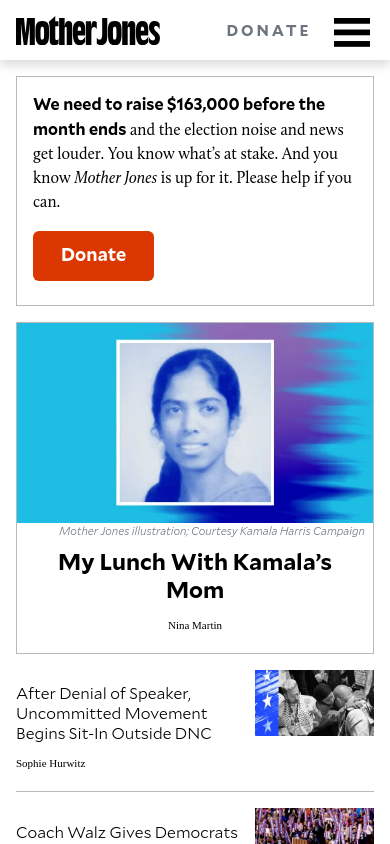 Mother Jones
DONATE
We need to raise $163,000 before the
month ends and the election noise and news
get louder. You know what’s at stake. And you
know Mother Jones is up for it. Please help if you
can.
Donate
Mother Jones illustration; Courtesy Kamala Harris Campaign
My Lunch With Kamala’s
Mom
Nina Martin
After Denial of Speaker,
Uncommitted Movement
Begins Sit-In Outside DNC
Sophie Hurwitz
Coach Walz Gives Democrats